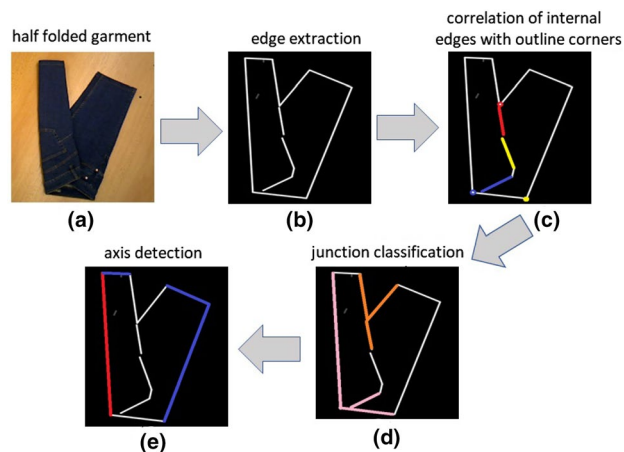 half folded garment
edge extraction
correlation of internal
edges with outline corners
(a)
(b)
(c)
axis detection
junction classification
(e)
(d)